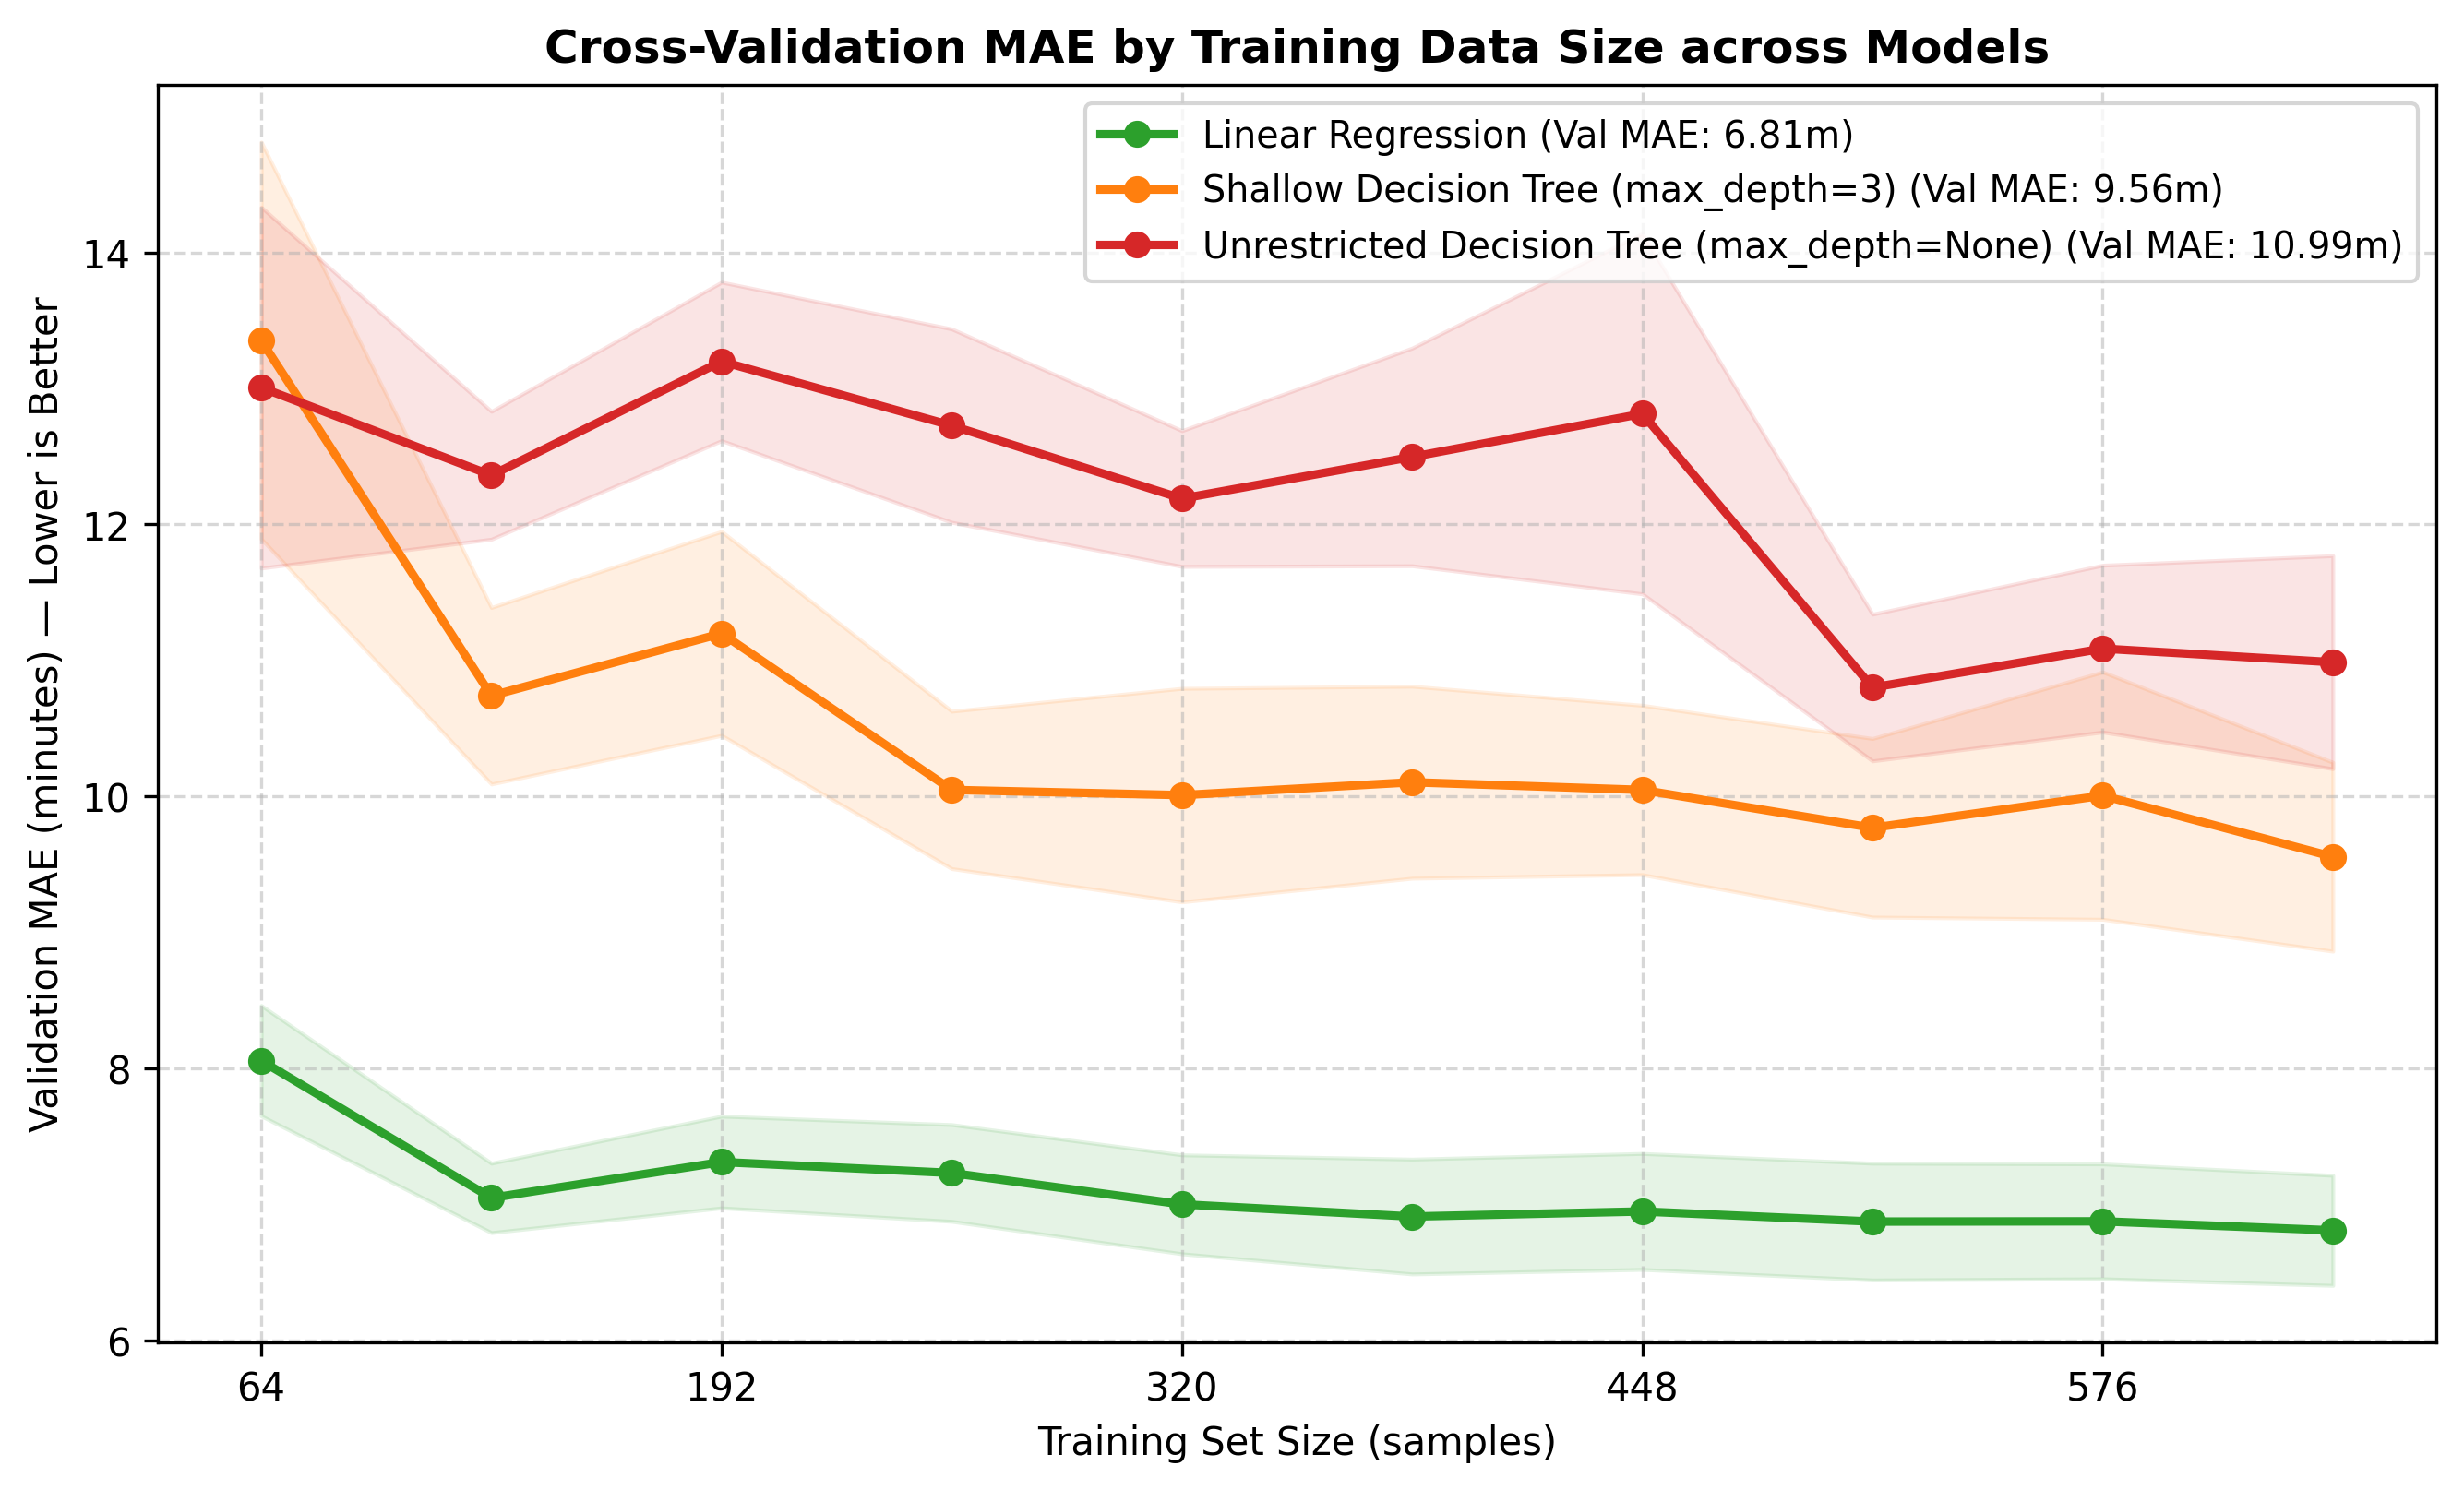 Cross-Validation MAE by Training Data Size across Models
Linear Regression (Val MAE: 6.81m)
Shallow Decision Tree (max_depth=3) (Val MAE: 9.56m)
Unrestricted Decision Tree (max_depth=None) (Val MAE: 10.99m)
Validation MAE (minutes) — Lower is Better
14
12
10
8
6
64 192 320 448 576
Training Set Size (samples)